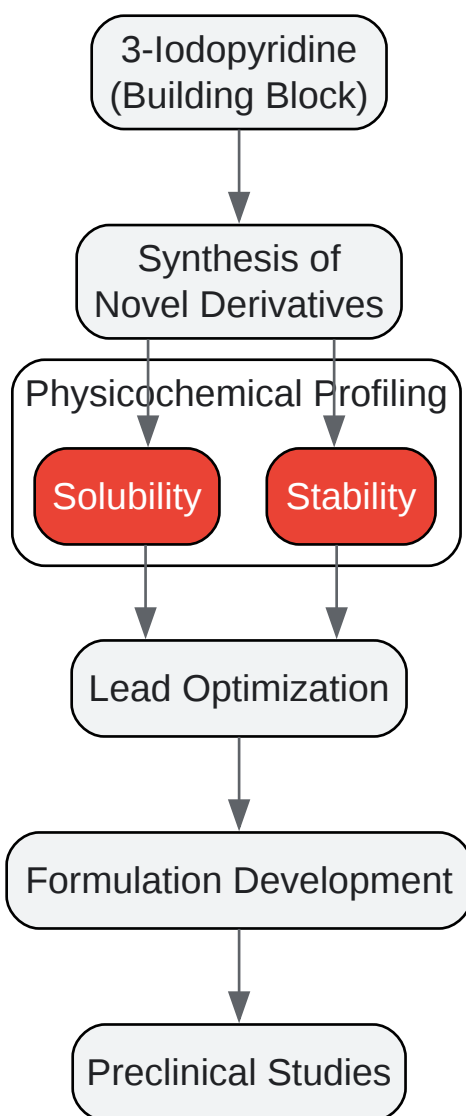 3-Iodopyridine
(Building Block)
Synthesis of
Novel Derivatives
Physicochemical Profiling
Solubility
Stability
Lead Optimization
Formulation Development
Preclinical Studies